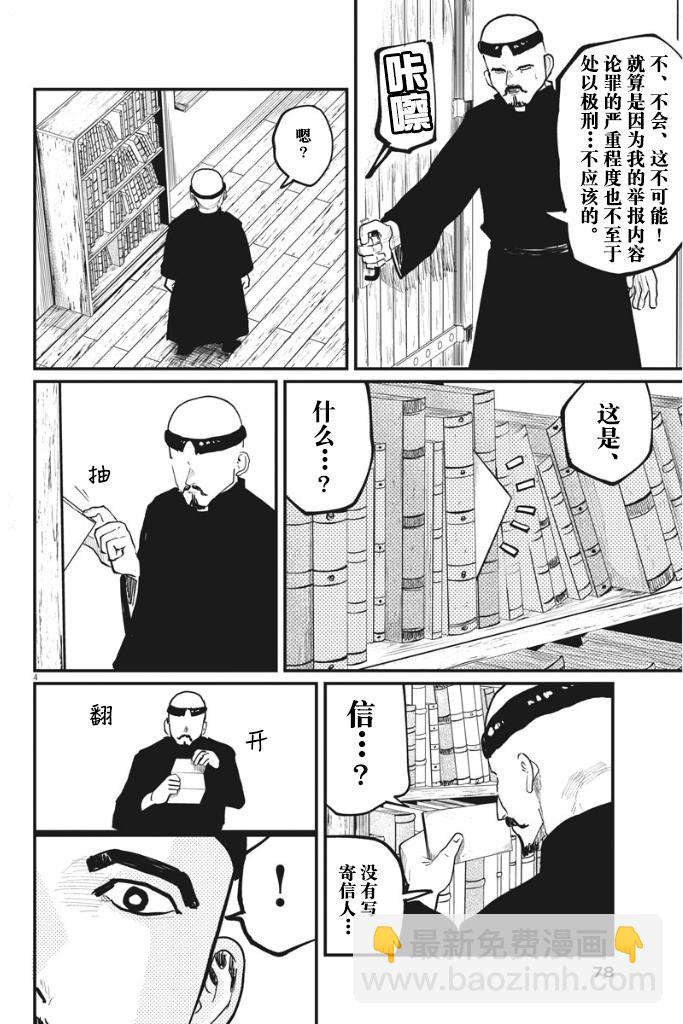 不、不会、这不可能！
就算是因为我的举报内容
论罪的严重程度也不至于
处以极刑…不应该的。
咔嚓
嗯？
这是、
什么…？
抽
4
信…？
没有写
寄信人…
翻
开
！
78
👇最新免费漫画👇
www.baozimh.com